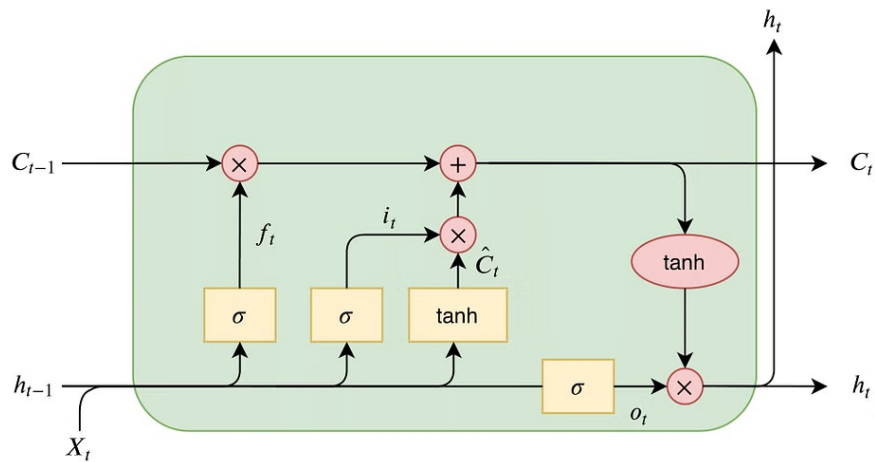 h_t
C_{t−1}
×
+
C_t
f_t
i_t
×
Ĉ_t
tanh
σ
σ
tanh
h_{t−1}
σ
o_t
×
h_t
X_t